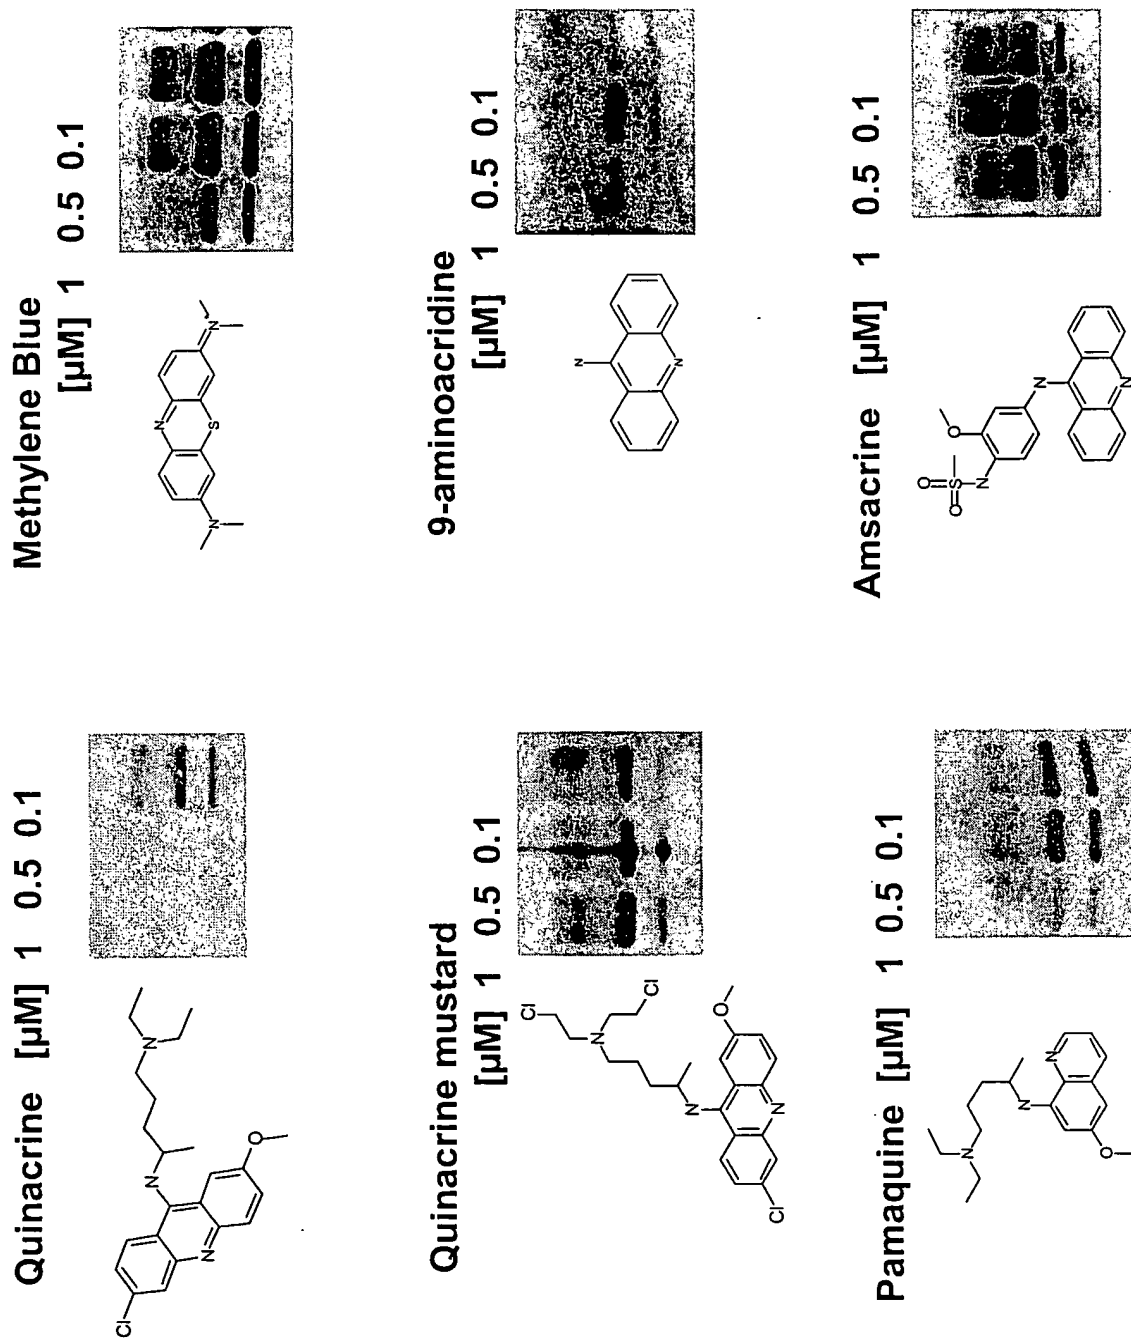 Quinacrine [µM] 1 0.5 0.1
Cl
N
N
N
O
Methylene Blue
[µM] 1 0.5 0.1
N
N
S
N
Quinacrine mustard
[µM] 1 0.5 0.1
Cl
Cl
N
N
O
N
Cl
9-aminoacridine
[µM] 1 0.5 0.1
N
N
Pamaquine [µM] 1 0.5 0.1
N
N
N
O
Amsacrine [µM] 1 0.5 0.1
O
S
O
N
O
N
N